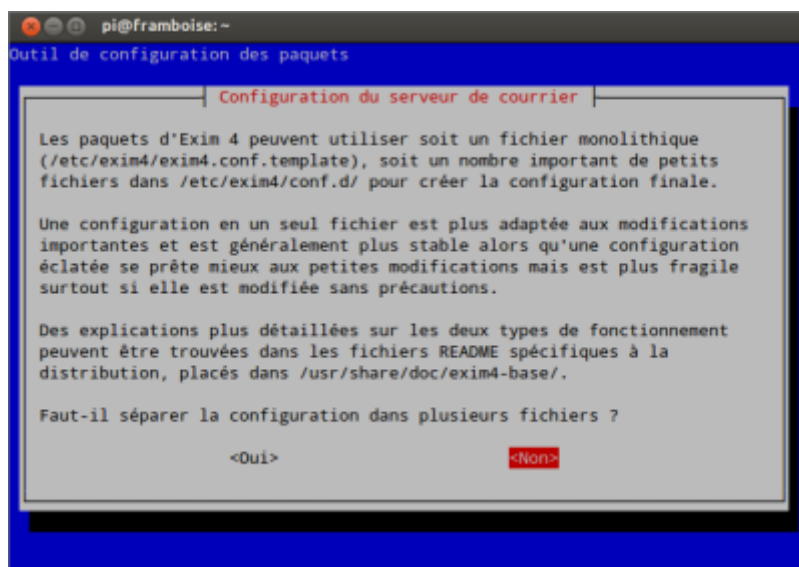 pi@framboise: ~
Outil de configuration des paquets
Configuration du serveur de courrier
Les paquets d'Exim 4 peuvent utiliser soit un fichier monolithique
(/etc/exim4/exim4.conf.template), soit un nombre important de petits
fichiers dans /etc/exim4/conf.d/ pour créer la configuration finale.
Une configuration en un seul fichier est plus adaptée aux modifications
importantes et est généralement plus stable alors qu'une configuration
éclatée se prête mieux aux petites modifications mais est plus fragile
surtout si elle est modifiée sans précautions.
Des explications plus détaillées sur les deux types de fonctionnement
peuvent être trouvées dans les fichiers README spécifiques à la
distribution, placés dans /usr/share/doc/exim4-base/.
Faut-il séparer la configuration dans plusieurs fichiers ?
<Oui> <Non>